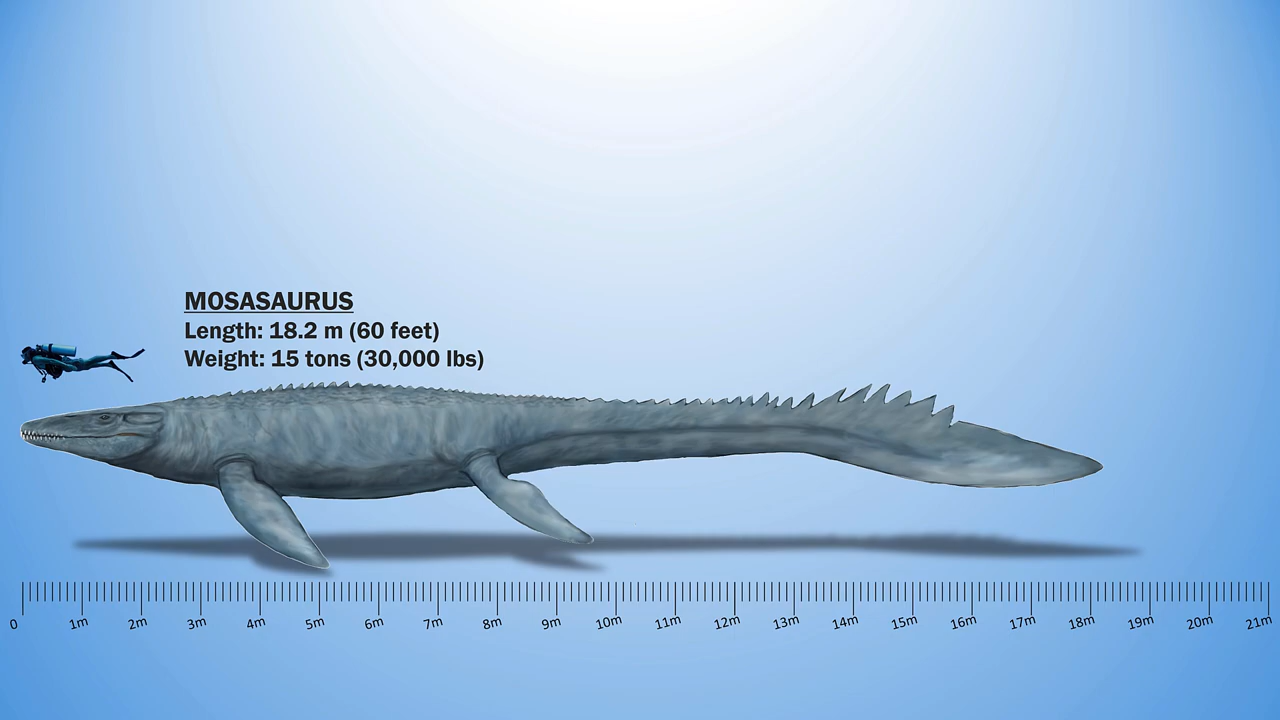 MOSASAURUS
Length: 18.2 m (60 feet)
Weight: 15 tons (30,000 lbs)
0 1m 2m 3m 4m 5m 6m 7m 8m 9m 10m 11m 12m 13m 14m 15m 16m 17m 18m 19m 20m 21m